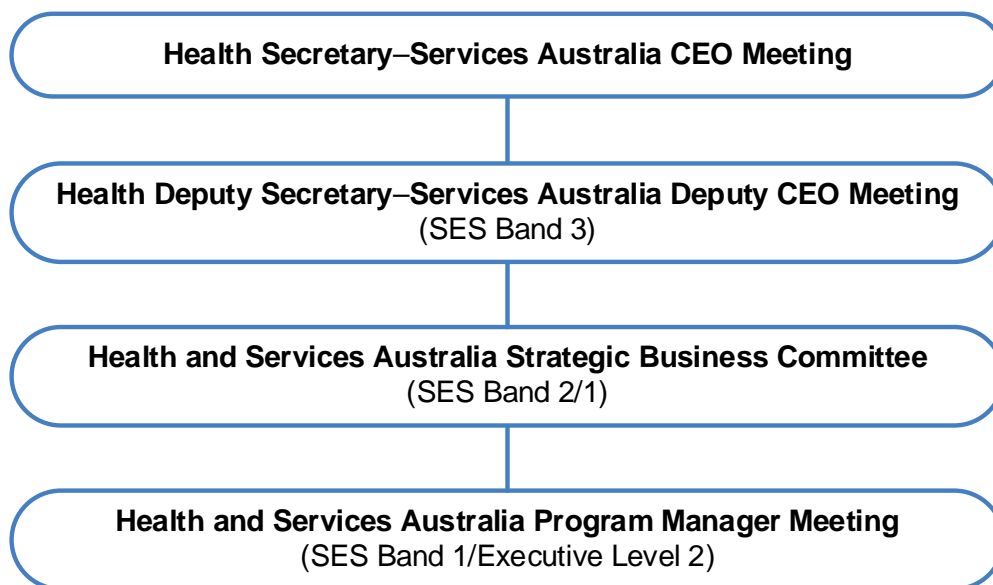 Health Secretary–Services Australia CEO Meeting
Health Deputy Secretary–Services Australia Deputy CEO Meeting
(SES Band 3)
Health and Services Australia Strategic Business Committee
(SES Band 2/1)
Health and Services Australia Program Manager Meeting
(SES Band 1/Executive Level 2)